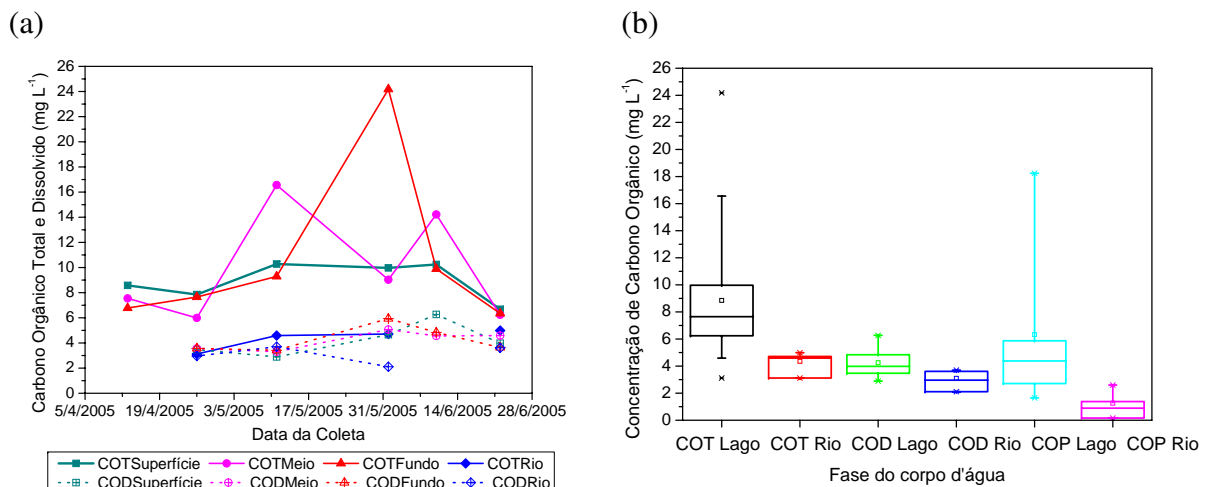 (a)
(b)
Carbono Orgânico Total e Dissolvido (mg L-1)
26
24
22
20
18
16
14
12
10
8
6
4
2
0
5/4/2005 19/4/2005 3/5/2005 17/5/2005 31/5/2005 14/6/2005 28/6/2005
Data da Coleta
COTSuperfície COTMeio COTFundo COTRio
CODSuperfície CODMeio CODFundo CODRio
Concentração de Carbono Orgânico (mg L-1)
26
24
22
20
18
16
14
12
10
8
6
4
2
0
COT Lago COT Rio COD Lago COD Rio COP Lago COP Rio
Fase do corpo d'água